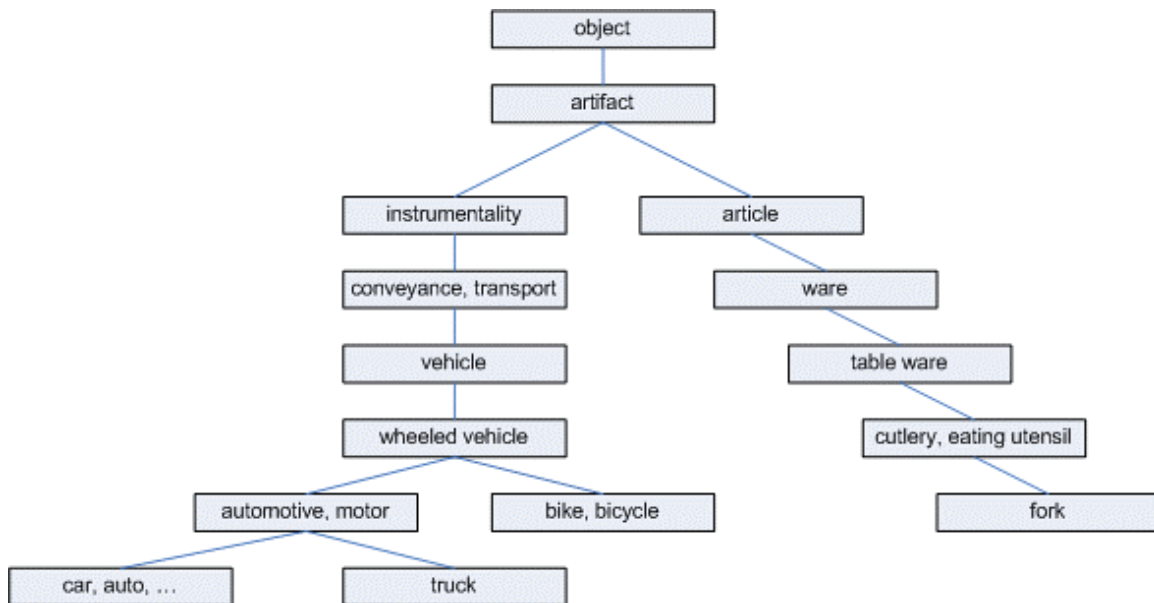 object
artifact
instrumentality
article
conveyance, transport
ware
vehicle
table ware
wheeled vehicle
cutlery, eating utensil
automotive, motor
bike, bicycle
fork
car, auto, …
truck